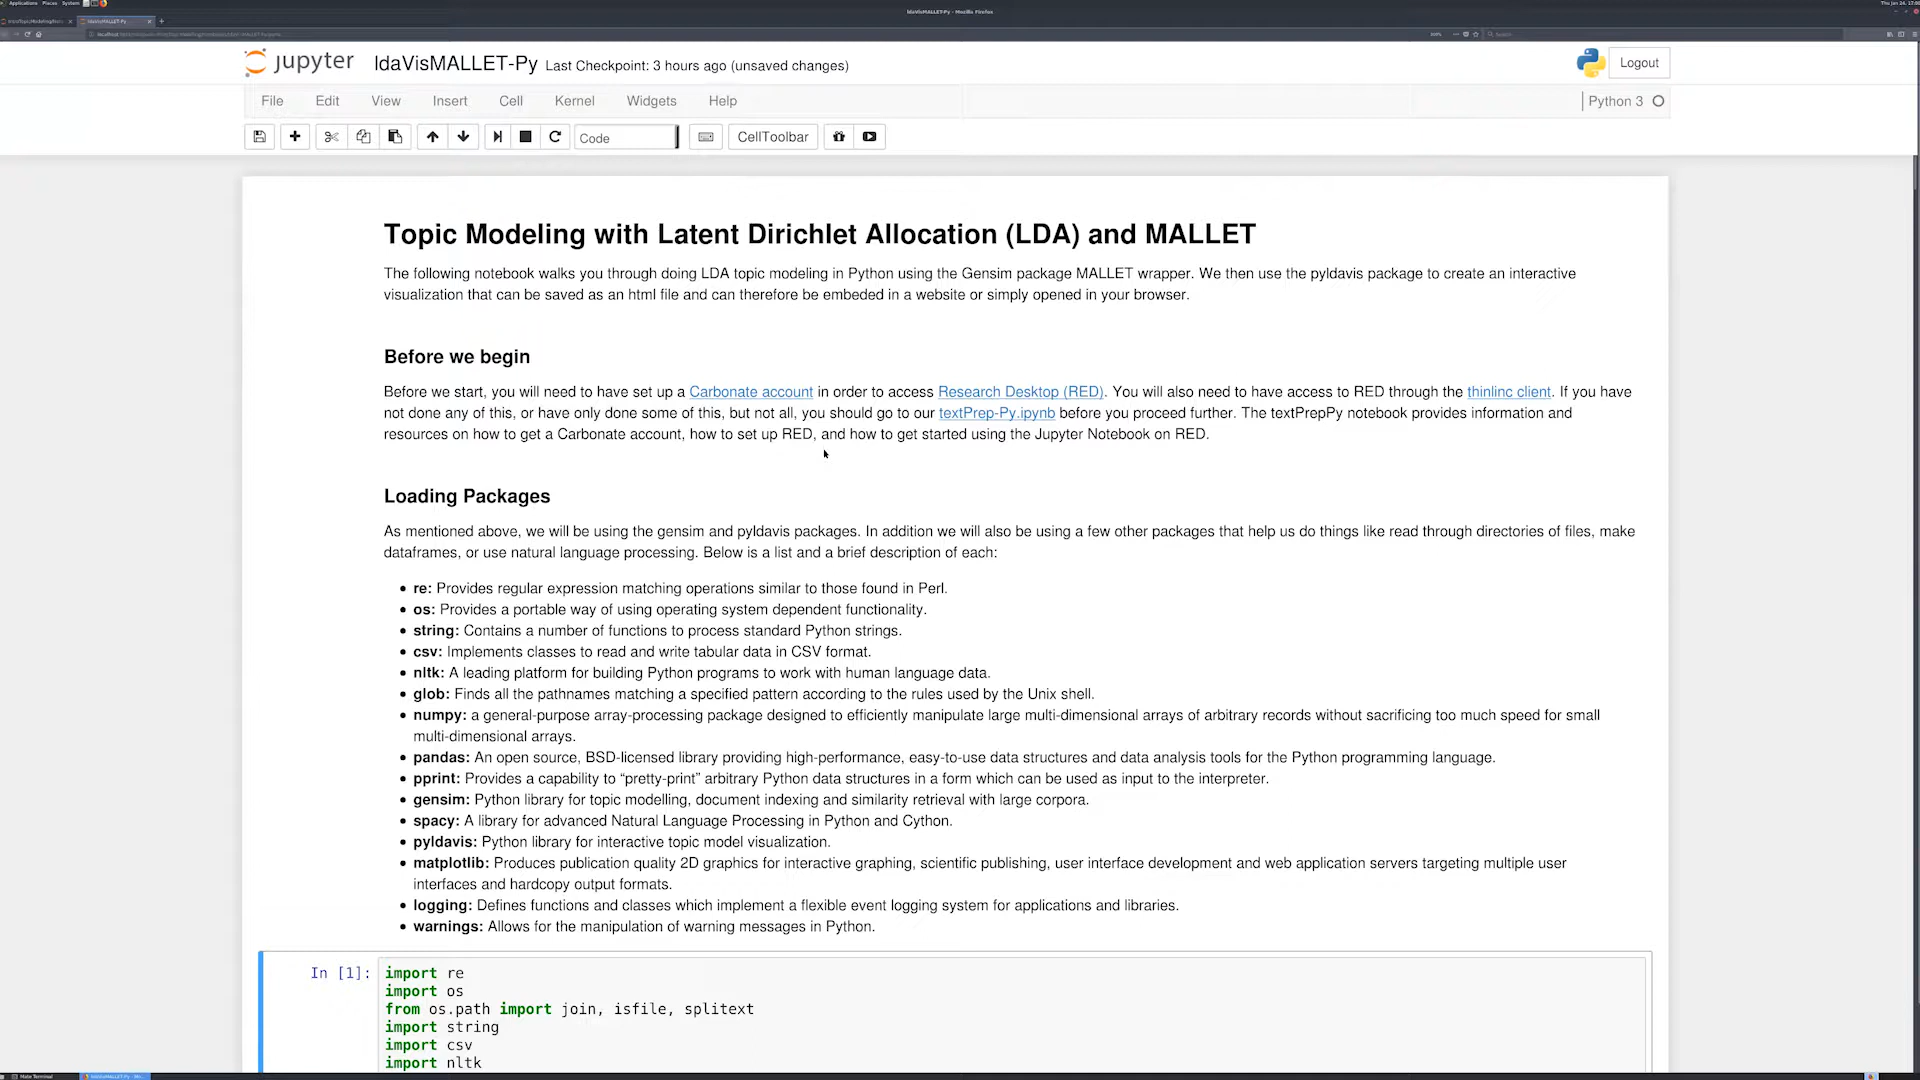 Applications Places System
Thu Jan 24, 17:00
ldaVisMALLET-Py - Mozilla Firefox
ldaVisMALLET-Py
Search
jupyter ldaVisMALLET-Py Last Checkpoint: 3 hours ago (unsaved changes)
Logout
File Edit View Insert Cell Kernel Widgets Help
Python 3
Code
CellToolbar
Topic Modeling with Latent Dirichlet Allocation (LDA) and MALLET
The following notebook walks you through doing LDA topic modeling in Python using the Gensim package MALLET wrapper. We then use the pyldavis package to create an interactive
visualization that can be saved as an html file and can therefore be embeded in a website or simply opened in your browser.
Before we begin
Before we start, you will need to have set up a Carbonate account in order to access Research Desktop (RED). You will also need to have access to RED through the thinlinc client. If you have
not done any of this, or have only done some of this, but not all, you should go to our textPrep-Py.ipynb before you proceed further. The textPrepPy notebook provides information and
resources on how to get a Carbonate account, how to set up RED, and how to get started using the Jupyter Notebook on RED.
Loading Packages
As mentioned above, we will be using the gensim and pyldavis packages. In addition we will also be using a few other packages that help us do things like read through directories of files, make
dataframes, or use natural language processing. Below is a list and a brief description of each:
• re: Provides regular expression matching operations similar to those found in Perl.
• os: Provides a portable way of using operating system dependent functionality.
• string: Contains a number of functions to process standard Python strings.
• csv: Implements classes to read and write tabular data in CSV format.
• nltk: A leading platform for building Python programs to work with human language data.
• glob: Finds all the pathnames matching a specified pattern according to the rules used by the Unix shell.
• numpy: a general-purpose array-processing package designed to efficiently manipulate large multi-dimensional arrays of arbitrary records without sacrificing too much speed for small
multi-dimensional arrays.
• pandas: An open source, BSD-licensed library providing high-performance, easy-to-use data structures and data analysis tools for the Python programming language.
• pprint: Provides a capability to “pretty-print” arbitrary Python data structures in a form which can be used as input to the interpreter.
• gensim: Python library for topic modelling, document indexing and similarity retrieval with large corpora.
• spacy: A library for advanced Natural Language Processing in Python and Cython.
• pyldavis: Python library for interactive topic model visualization.
• matplotlib: Produces publication quality 2D graphics for interactive graphing, scientific publishing, user interface development and web application servers targeting multiple user
interfaces and hardcopy output formats.
• logging: Defines functions and classes which implement a flexible event logging system for applications and libraries.
• warnings: Allows for the manipulation of warning messages in Python.
In [1]: import re
import os
from os.path import join, isfile, splitext
import string
import csv
import nltk
Mate Terminal